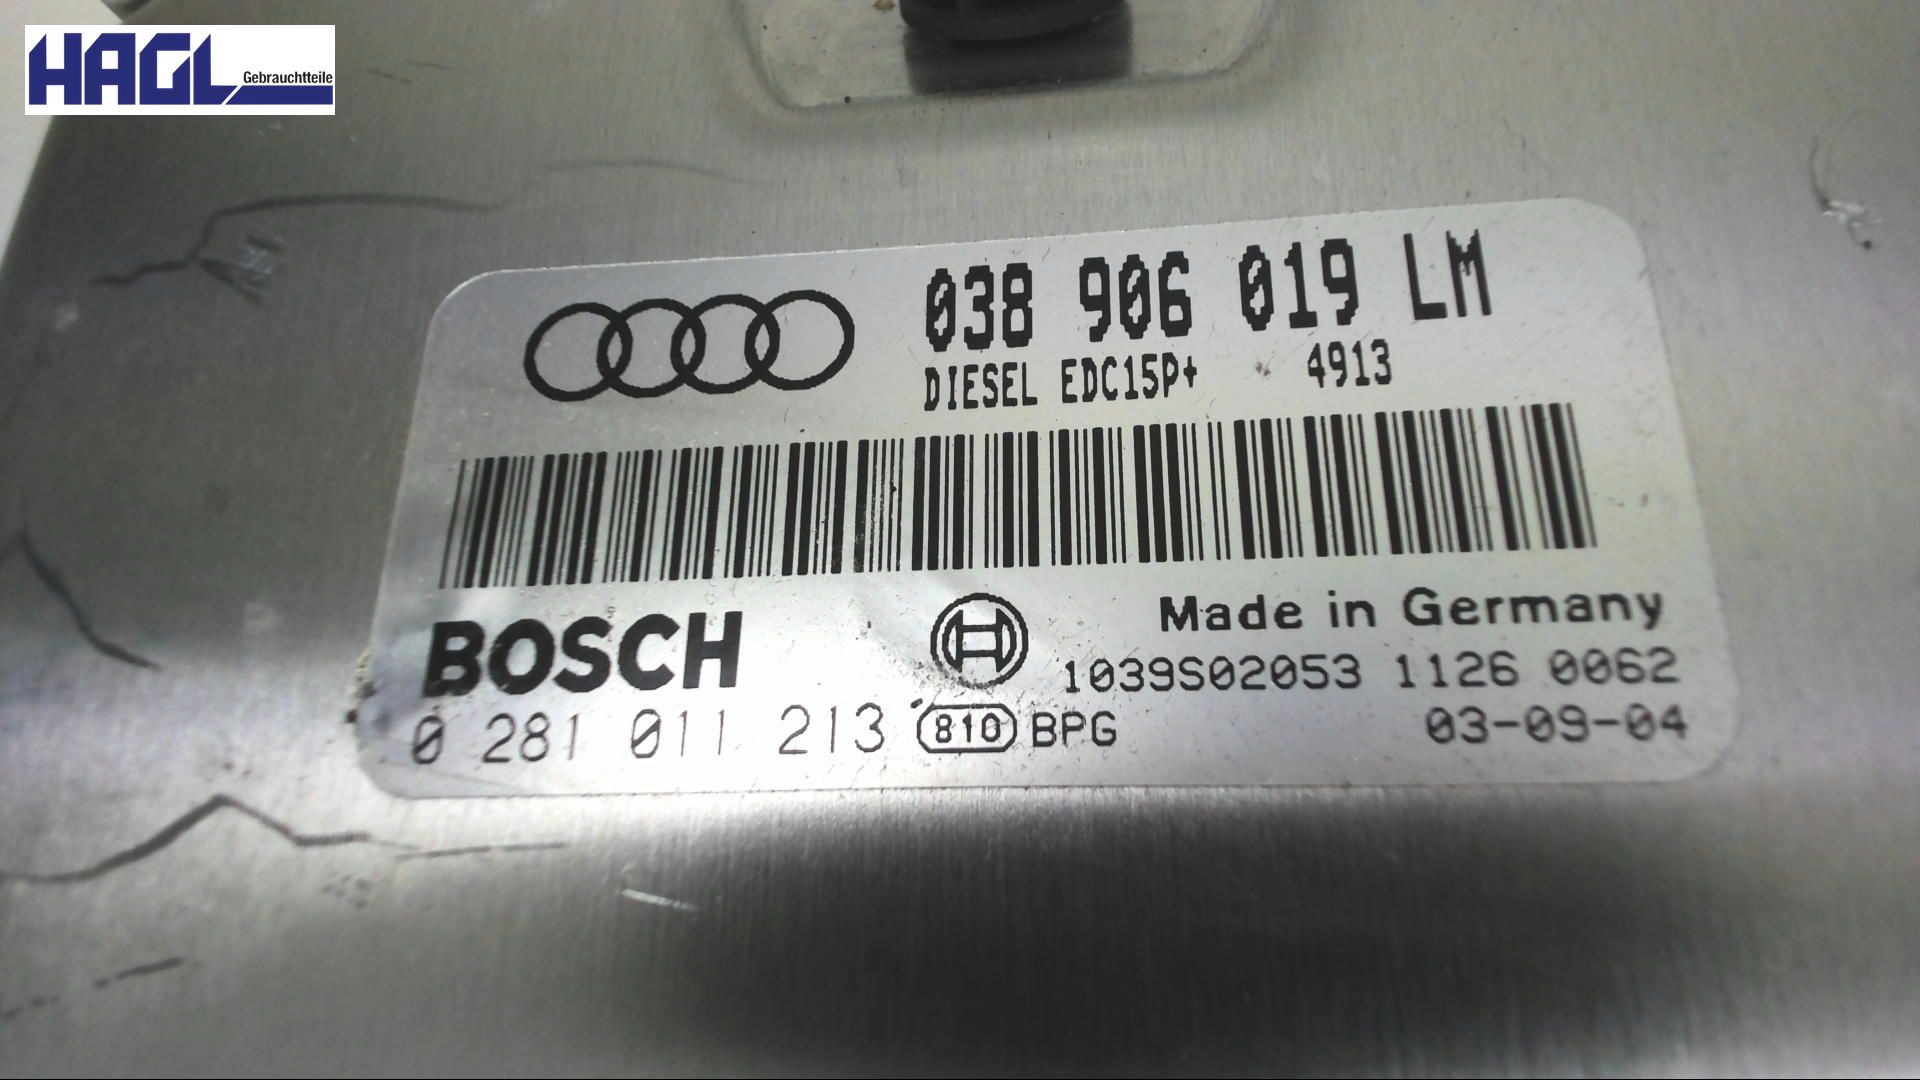 HAGL Gebrauchtteile
038 906 019 LM
DIESEL EDC15P+ 4913
BOSCH
Made in Germany
1039S02053 1126 0062
0 281 011 213 810 BPG 03-09-04